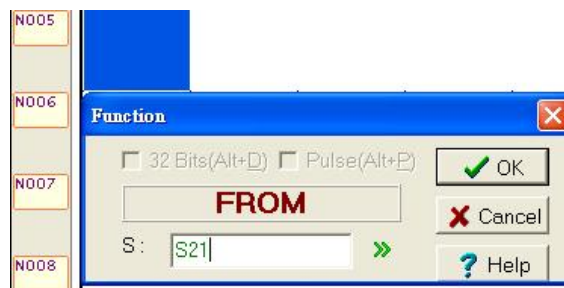 N005
N006
Function
32 Bits(Alt+D) Pulse(Alt+P)
OK
N007
FROM
Cancel
S: S21
N008
Help